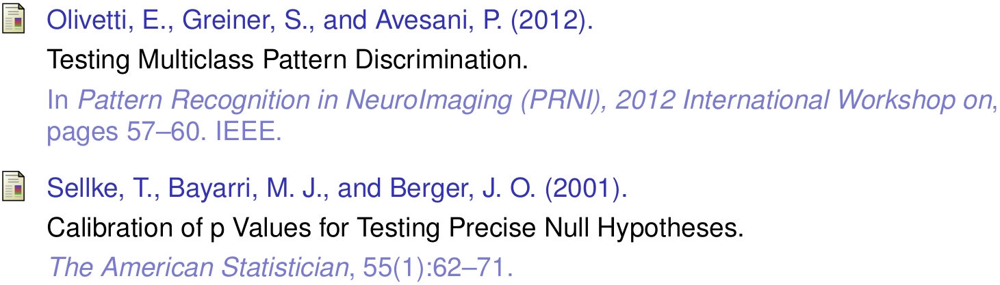 Olivetti, E., Greiner, S., and Avesani, P. (2012).
Testing Multiclass Pattern Discrimination.
In Pattern Recognition in NeuroImaging (PRNI), 2012 International Workshop on,
pages 57–60. IEEE.
Sellke, T., Bayarri, M. J., and Berger, J. O. (2001).
Calibration of p Values for Testing Precise Null Hypotheses.
The American Statistician, 55(1):62–71.